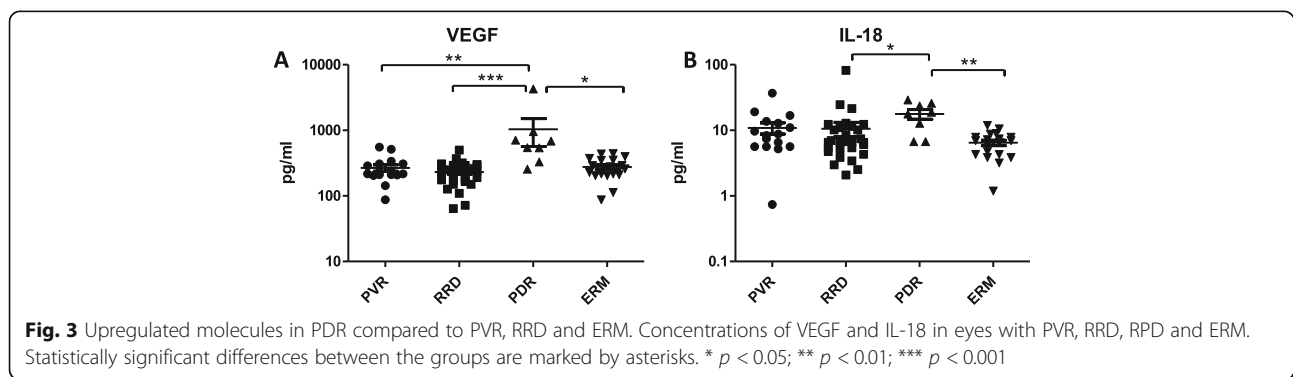 VEGF
IL-18
A
B
**
***
*
*
**
10000
1000
100
10
pg/ml
100
10
1
0.1
pg/ml
PVR
RRD
PDR
ERM
PVR
RRD
PDR
ERM
Fig. 3 Upregulated molecules in PDR compared to PVR, RRD and ERM. Concentrations of VEGF and IL-18 in eyes with PVR, RRD, RPD and ERM.
Statistically significant differences between the groups are marked by asterisks. * p < 0.05; ** p < 0.01; *** p < 0.001